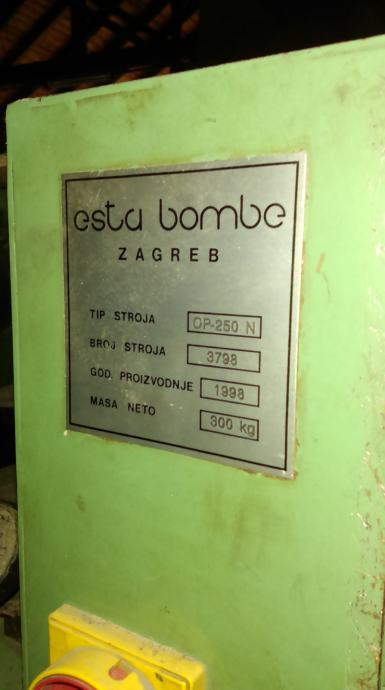 esta bombe
ZAGREB
TIP STROJA OP-250 N
BROJ STROJA 3798
GOD. PROIZVODNJE 1998
MASA NETO 300 kg